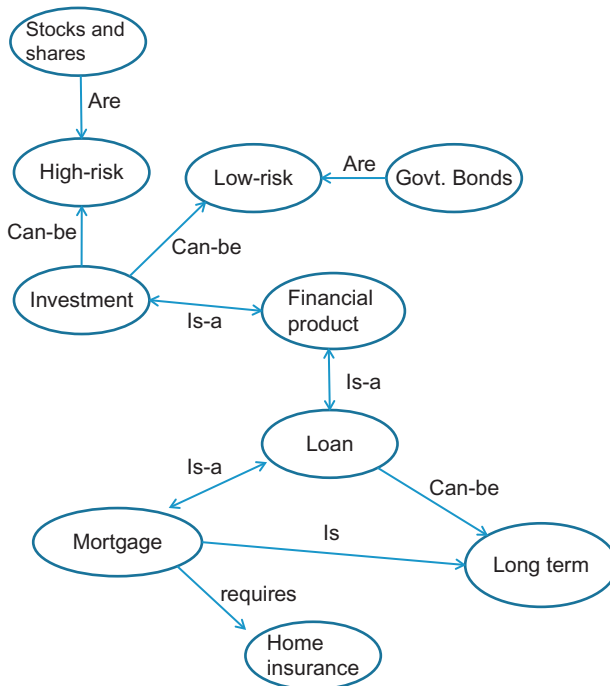 Stocks and
shares
Are
High-risk
Low-risk
Are
Govt. Bonds
Can-be
Can-be
Investment
Is-a
Financial
product
Is-a
Loan
Is-a
Can-be
Mortgage
Is
Long term
requires
Home
insurance